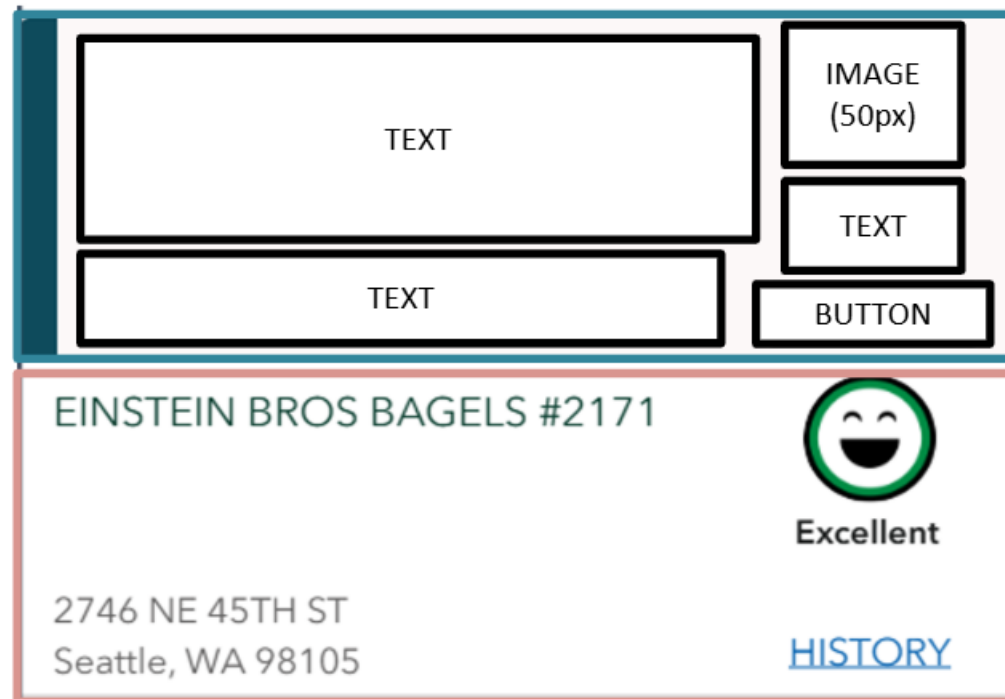 TEXT
IMAGE
(50px)
TEXT
TEXT
BUTTON
EINSTEIN BROS BAGELS #2171
Excellent
2746 NE 45TH ST
Seattle, WA 98105
HISTORY